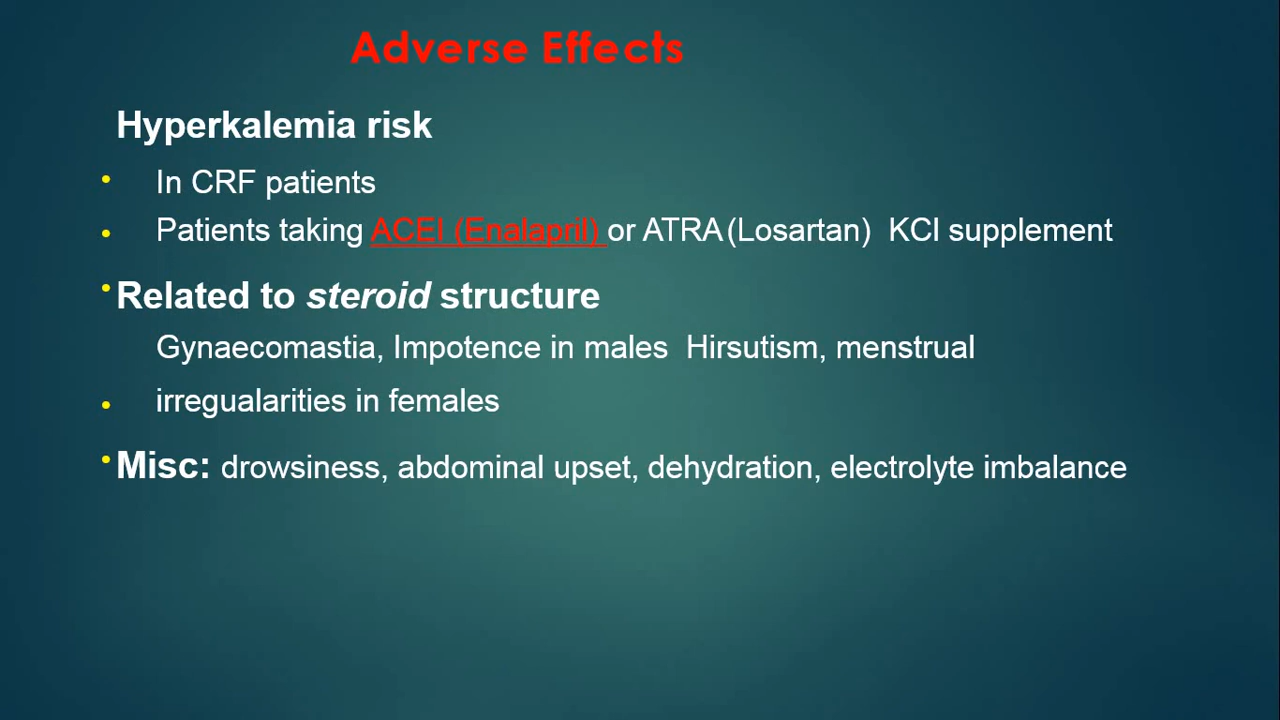 Adverse Effects
Hyperkalemia risk
• In CRF patients
• Patients taking ACEI (Enalapril) or ATRA (Losartan) KCl supplement
• Related to steroid structure
Gynaecomastia, Impotence in males Hirsutism, menstrual
• irregualarities in females
• Misc: drowsiness, abdominal upset, dehydration, electrolyte imbalance